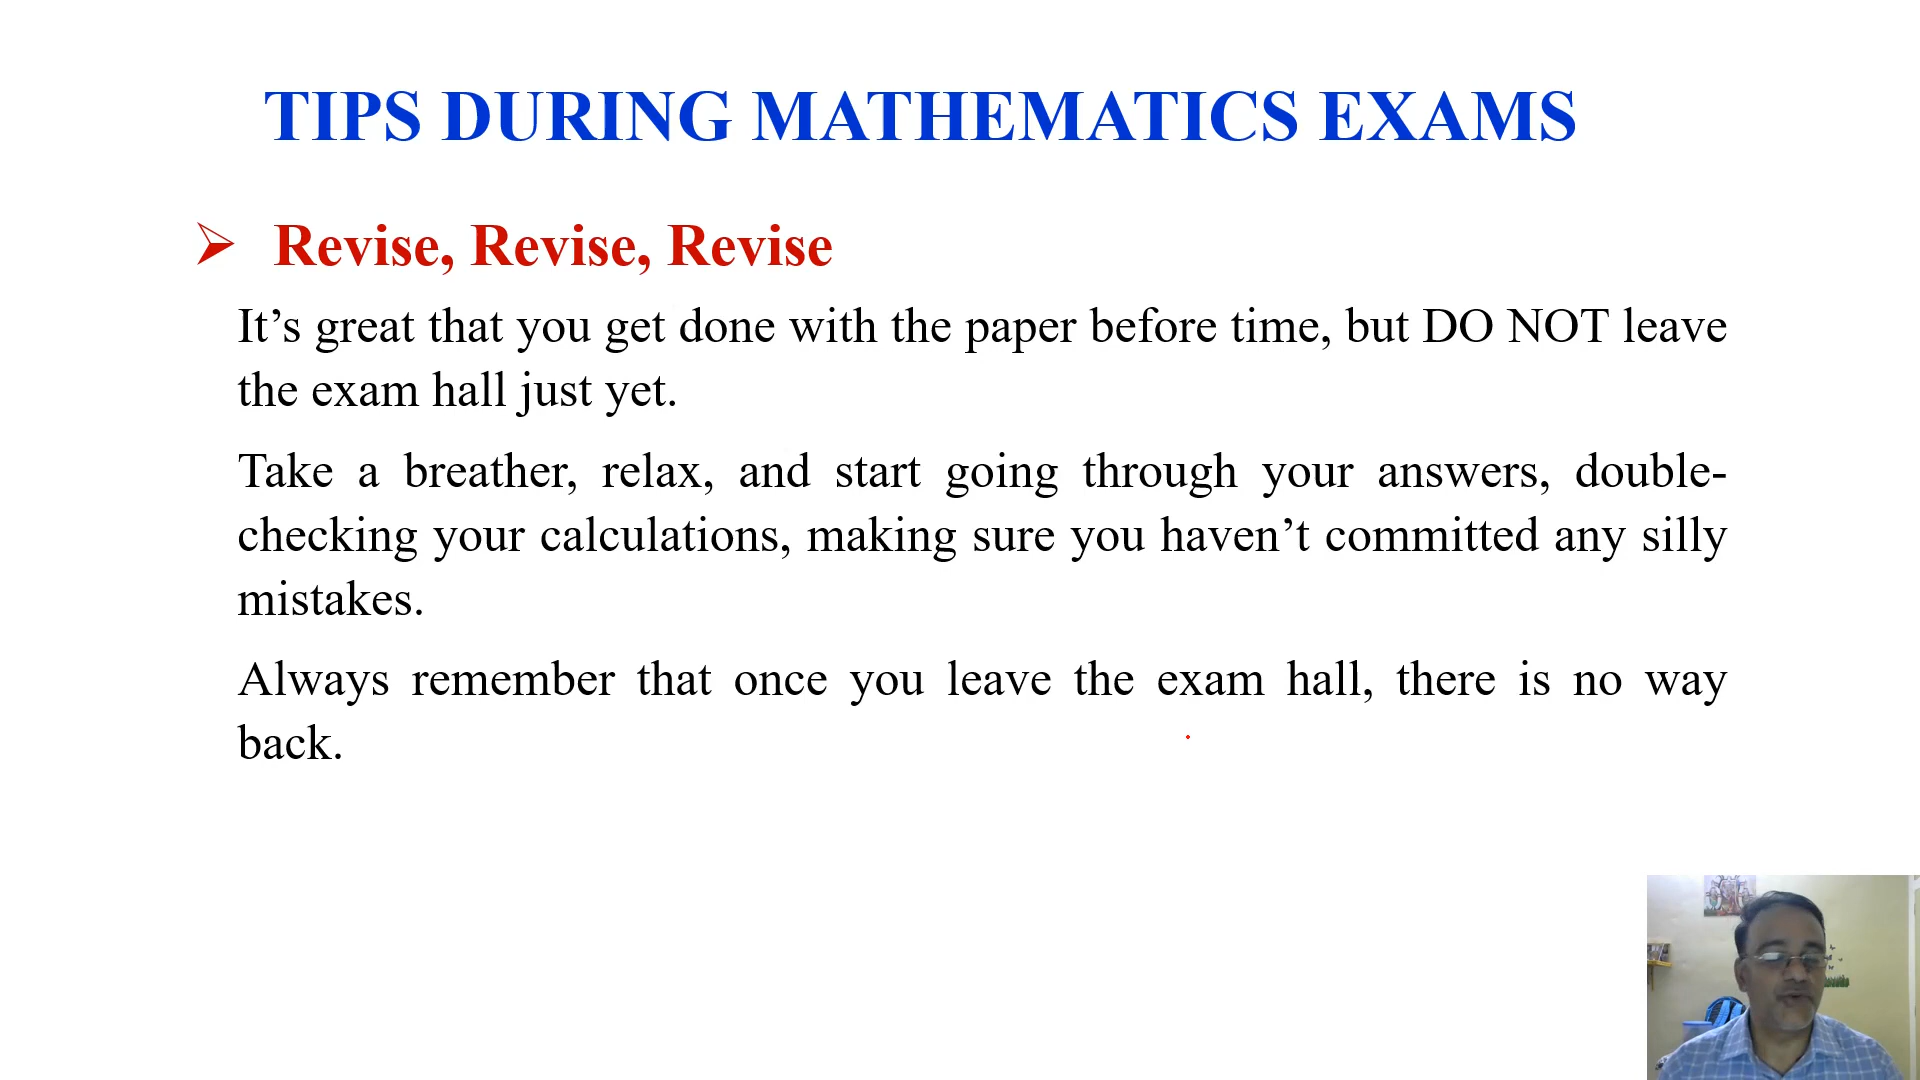 TIPS DURING MATHEMATICS EXAMS
➢ Revise, Revise, Revise
It’s great that you get done with the paper before time, but DO NOT leave
the exam hall just yet.
Take a breather, relax, and start going through your answers, double-
checking your calculations, making sure you haven’t committed any silly
mistakes.
Always remember that once you leave the exam hall, there is no way
back.